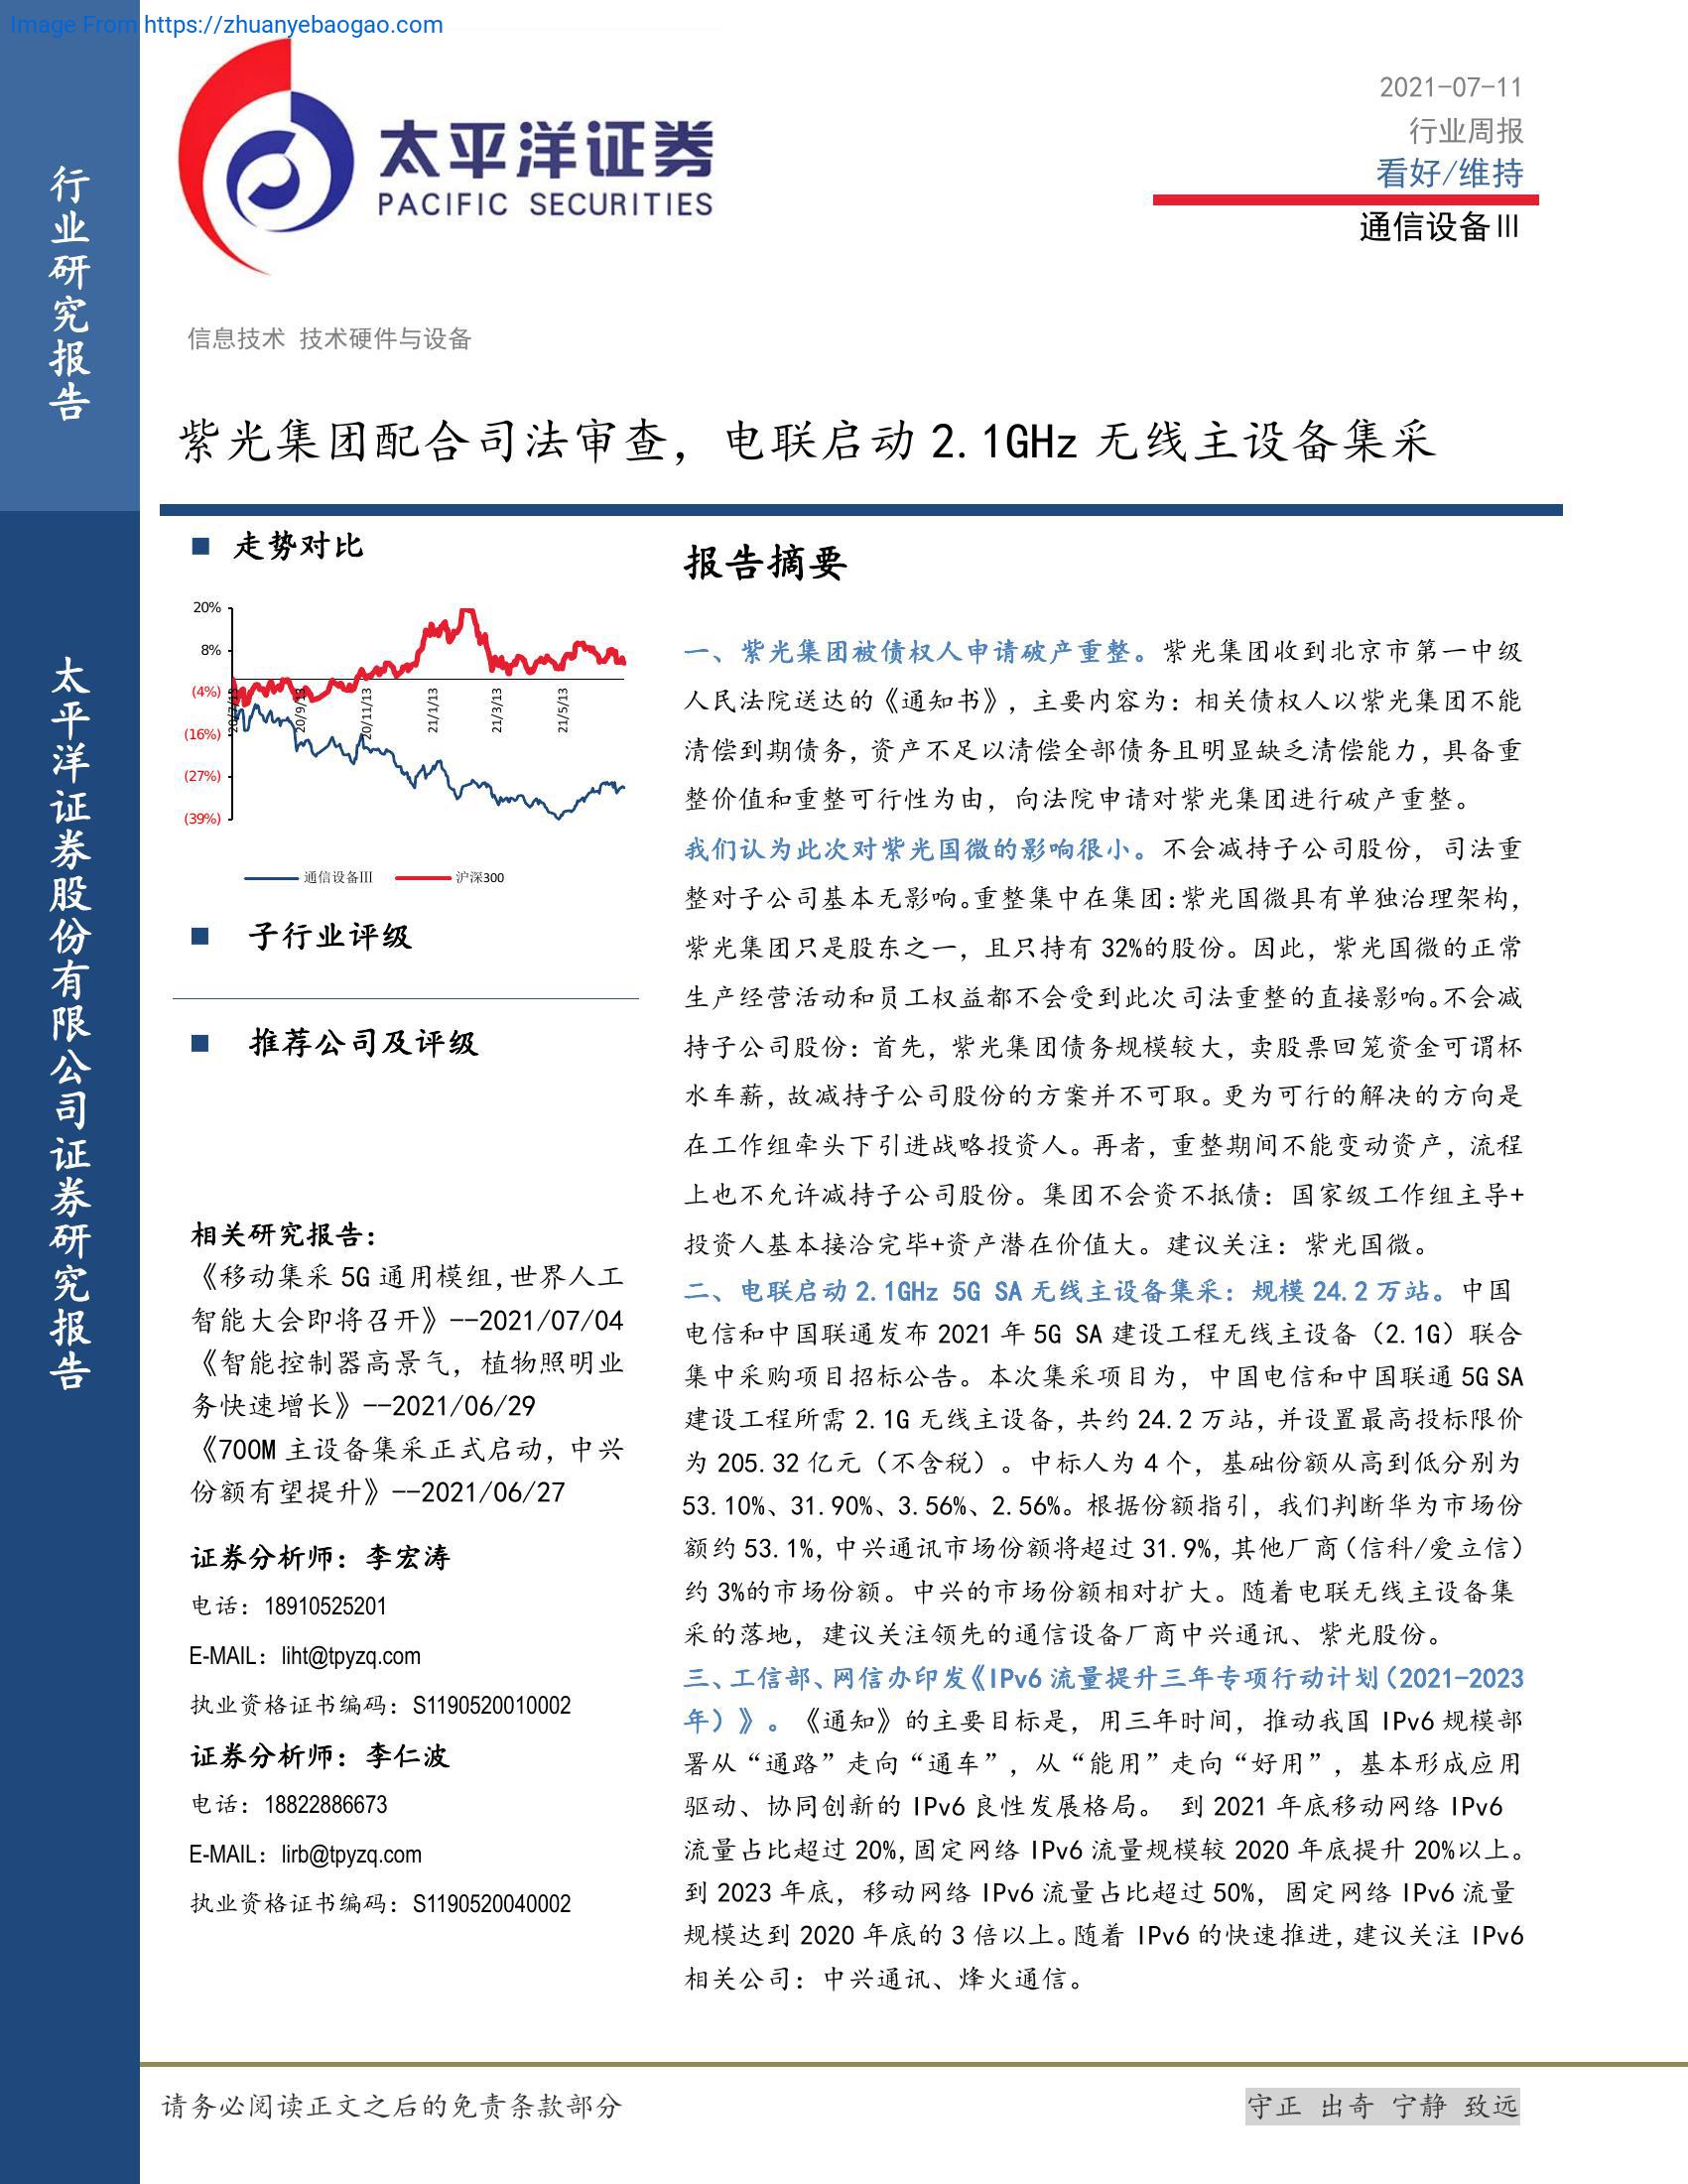 Image From https://zhuanyebaogao.com
太平洋证券
PACIFIC SECURITIES
2021-07-11
行业周报
看好/维持
通信设备Ⅲ
行业研究报告
太平洋证券股份有限公司证券研究报告
信息技术 技术硬件与设备
紫光集团配合司法审查，电联启动 2.1GHz 无线主设备集采
■ 走势对比
20%
8%
(4%)
(16%)
(27%)
(39%)
20/7/13
20/9/13
20/11/13
21/1/13
21/3/13
21/5/13
通信设备Ⅲ
沪深300
■ 子行业评级
■ 推荐公司及评级
相关研究报告：
《移动集采 5G 通用模组,世界人工
智能大会即将召开》--2021/07/04
《智能控制器高景气，植物照明业
务快速增长》--2021/06/29
《700M 主设备集采正式启动，中兴
份额有望提升》--2021/06/27
证券分析师：李宏涛
电话：18910525201
E-MAIL：liht@tpyzq.com
执业资格证书编码：S1190520010002
证券分析师：李仁波
电话：18822886673
E-MAIL：lirb@tpyzq.com
执业资格证书编码：S1190520040002
报告摘要
一、紫光集团被债权人申请破产重整。紫光集团收到北京市第一中级
人民法院送达的《通知书》，主要内容为：相关债权人以紫光集团不能
清偿到期债务，资产不足以清偿全部债务且明显缺乏清偿能力，具备重
整价值和重整可行性为由，向法院申请对紫光集团进行破产重整。
我们认为此次对紫光国微的影响很小。不会减持子公司股份，司法重
整对子公司基本无影响。重整集中在集团：紫光国微具有单独治理架构，
紫光集团只是股东之一，且只持有 32%的股份。因此，紫光国微的正常
生产经营活动和员工权益都不会受到此次司法重整的直接影响。不会减
持子公司股份：首先，紫光集团债务规模较大，卖股票回笼资金可谓杯
水车薪，故减持子公司股份的方案并不可取。更为可行的解决的方向是
在工作组牵头下引进战略投资人。再者，重整期间不能变动资产，流程
上也不允许减持子公司股份。集团不会资不抵债：国家级工作组主导+
投资人基本接洽完毕+资产潜在价值大。建议关注：紫光国微。
二、电联启动 2.1GHz 5G SA 无线主设备集采：规模 24.2 万站。中国
电信和中国联通发布 2021 年 5G SA 建设工程无线主设备（2.1G）联合
集中采购项目招标公告。本次集采项目为，中国电信和中国联通 5G SA
建设工程所需 2.1G 无线主设备，共约 24.2 万站，并设置最高投标限价
为 205.32 亿元（不含税）。中标人为 4 个，基础份额从高到低分别为
53.10%、31.90%、3.56%、2.56%。根据份额指引，我们判断华为市场份
额约 53.1%，中兴通讯市场份额将超过 31.9%，其他厂商（信科/爱立信）
约 3%的市场份额。中兴的市场份额相对扩大。随着电联无线主设备集
采的落地，建议关注领先的通信设备厂商中兴通讯、紫光股份。
三、工信部、网信办印发《IPv6 流量提升三年专项行动计划（2021-2023
年）》。《通知》的主要目标是，用三年时间，推动我国 IPv6 规模部
署从“通路”走向“通车”，从“能用”走向“好用”，基本形成应用
驱动、协同创新的 IPv6 良性发展格局。 到 2021 年底移动网络 IPv6
流量占比超过 20%,固定网络 IPv6 流量规模较 2020 年底提升 20%以上。
到 2023 年底，移动网络 IPv6 流量占比超过 50%，固定网络 IPv6 流量
规模达到 2020 年底的 3 倍以上。随着 IPv6 的快速推进，建议关注 IPv6
相关公司：中兴通讯、烽火通信。
请务必阅读正文之后的免责条款部分
守正 出奇 宁静 致远